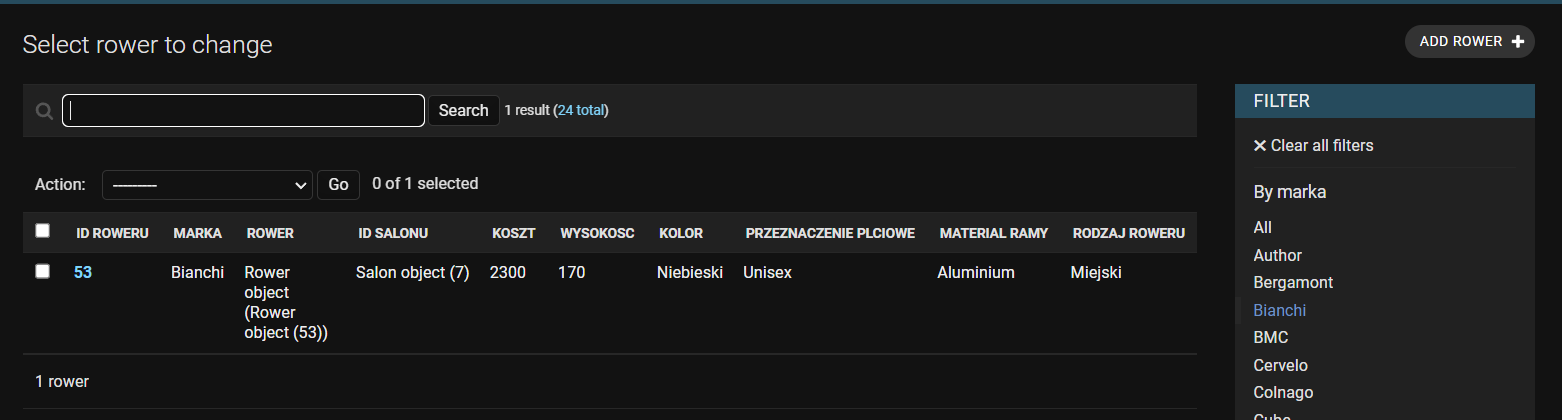 Select rower to change
ADD ROWER +
Search
1 result (24 total)
Action:
---------
Go
0 of 1 selected
ID ROWERU MARKA ROWER ID SALONU KOSZT WYSOKOSC KOLOR PRZEZNACZENIE PLCIOWE MATERIAL RAMY RODZAJ ROWERU
53 Bianchi Rower Salon object (7) 2300 170 Niebieski Unisex Aluminium Miejski
object
(Rower
object (53))
1 rower
FILTER
✕ Clear all filters
By marka
All
Author
Bergamont
Bianchi
BMC
Cervelo
Colnago
Cube